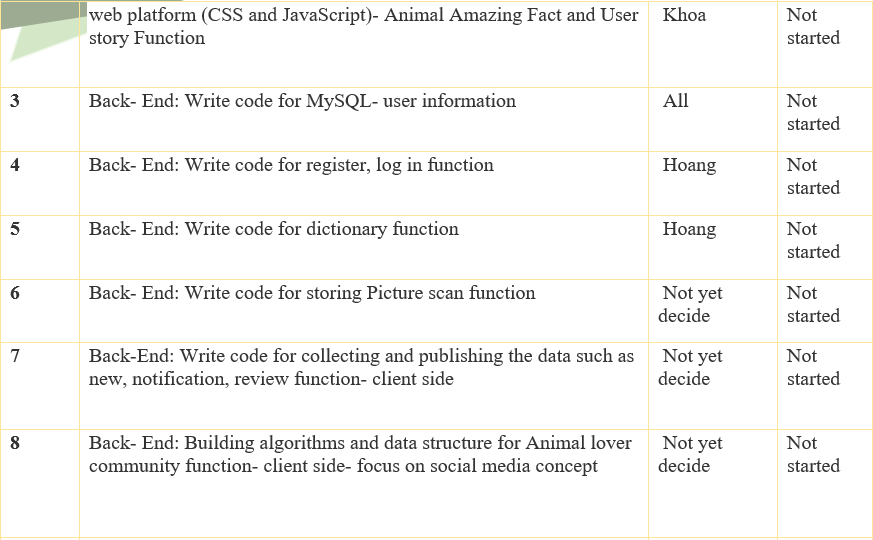 web platform (CSS and JavaScript)- Animal Amazing Fact and User Khoa Not
story Function started
3 Back- End: Write code for MySQL- user information All Not
started
4 Back- End: Write code for register, log in function Hoang Not
started
5 Back- End: Write code for dictionary function Hoang Not
started
6 Back- End: Write code for storing Picture scan function Not yet Not
decide started
7 Back-End: Write code for collecting and publishing the data such as Not yet Not
new, notification, review function- client side decide started
8 Back- End: Building algorithms and data structure for Animal lover Not yet Not
community function- client side- focus on social media concept decide started